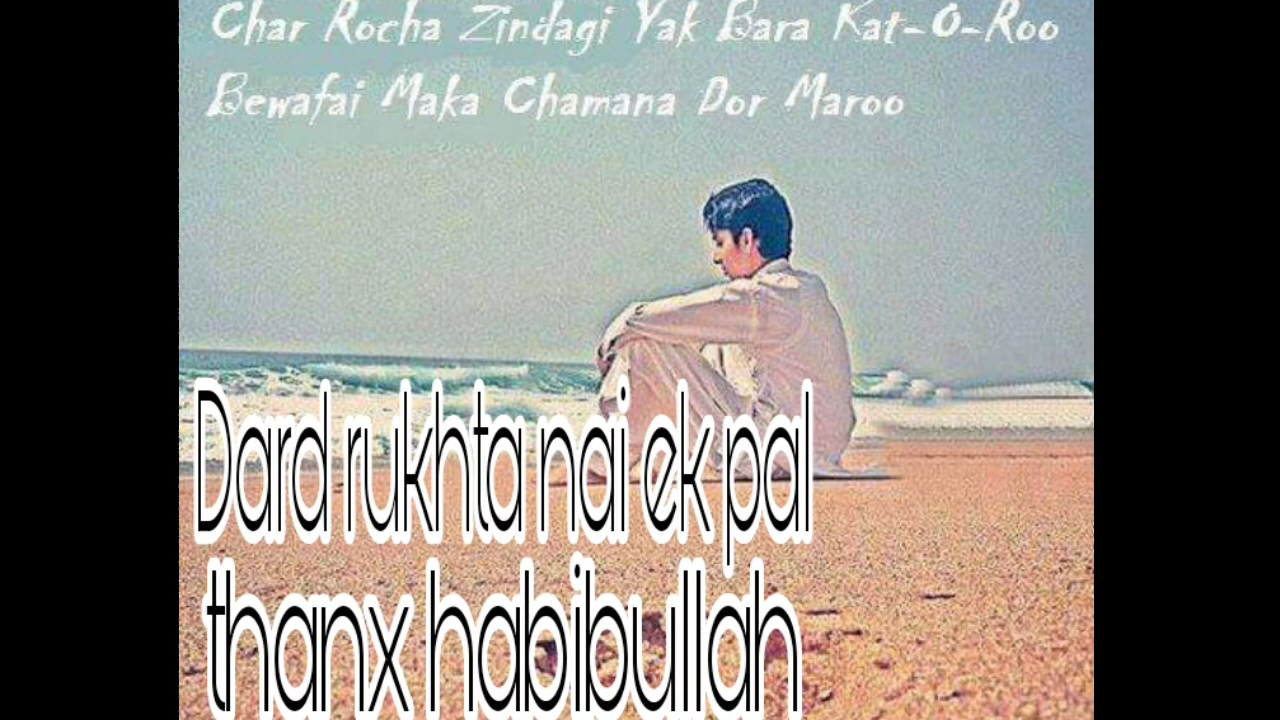 Char Rocha Zindagi Yak Bara Kat-O-Roo
Bewafai Maka Chamana Dor Maroo
Dard rukhta nai ek pal
thanx habibullah